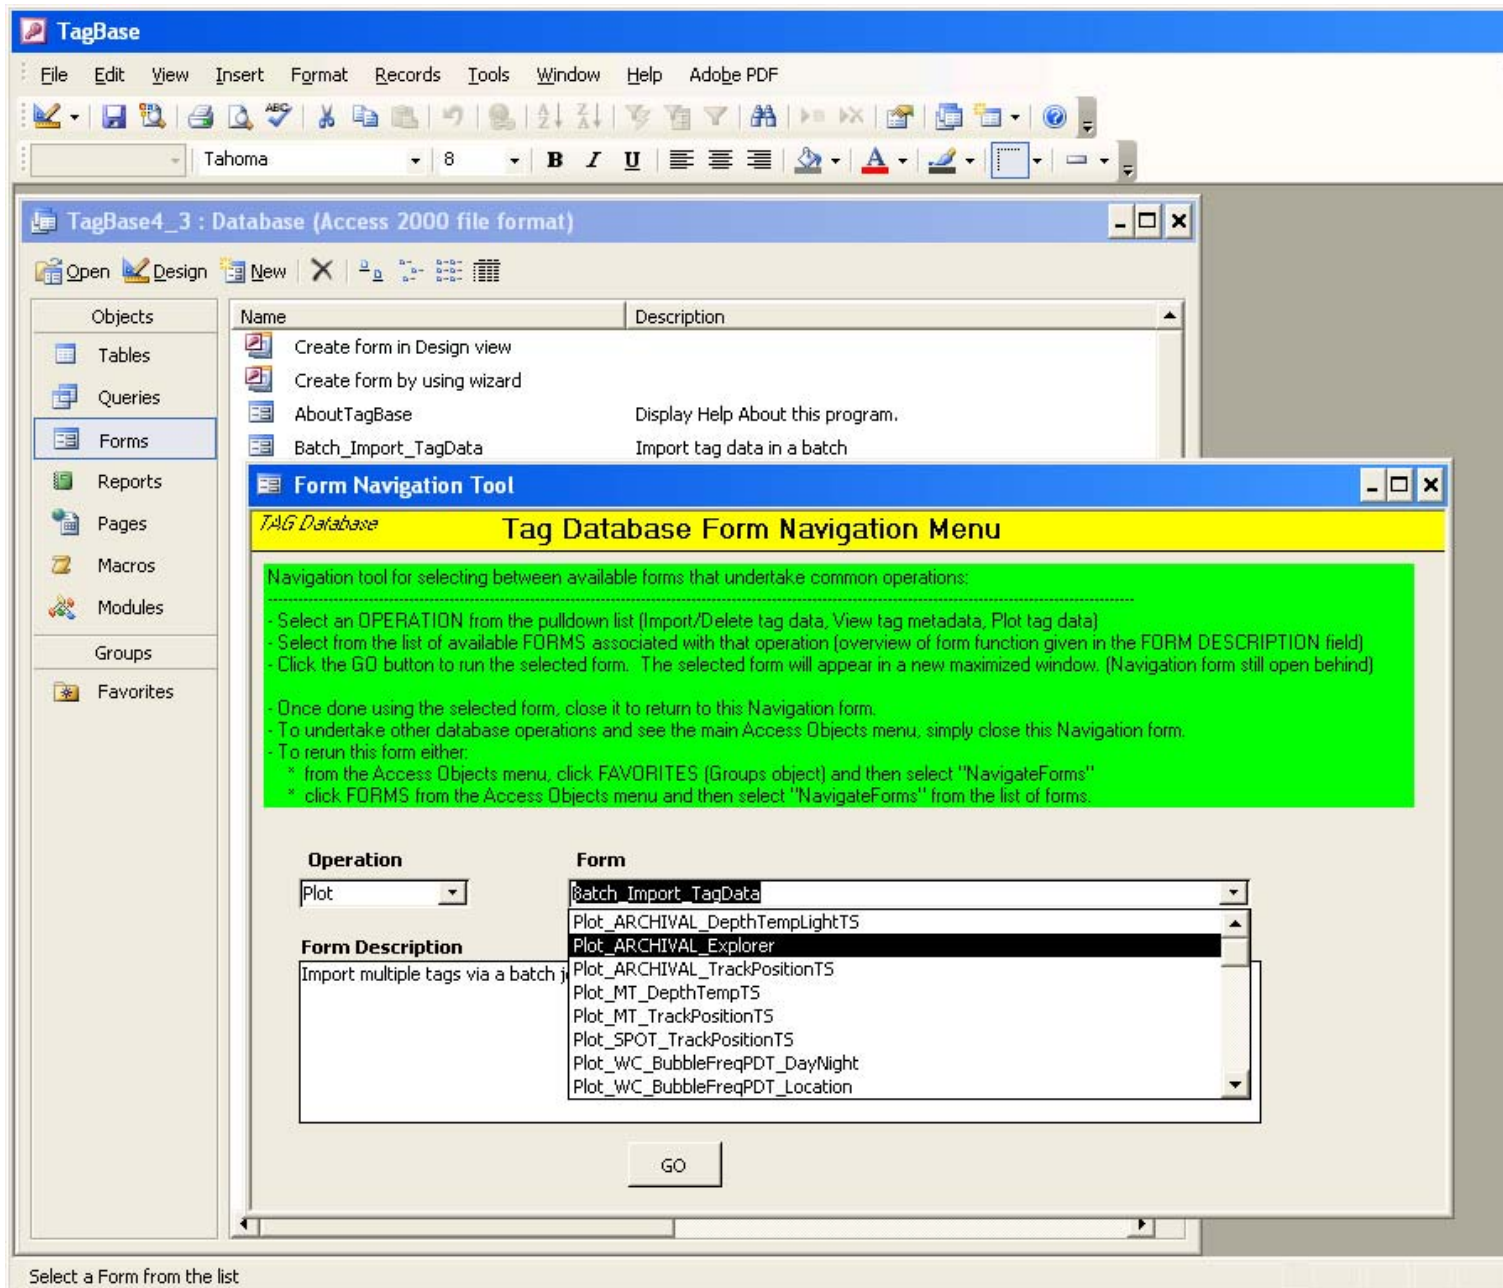 TagBase
File Edit View Insert Format Records Tools Window Help Adobe PDF
ABC
Tahoma 8 B I U A
TagBase4_3 : Database (Access 2000 file format)
Open Design New
Objects
Name Description
Tables
Create form in Design view
Create form by using wizard
Queries
AboutTagBase Display Help About this program.
Forms
Batch_Import_TagData Import tag data in a batch
Reports
Pages
Macros
Modules
Groups
Favorites
Form Navigation Tool
TAG Database Tag Database Form Navigation Menu
Navigation tool for selecting between available forms that undertake common operations:
- Select an OPERATION from the pulldown list (Import/Delete tag data, View tag metadata, Plot tag data)
- Select from the list of available FORMS associated with that operation (overview of form function given in the FORM DESCRIPTION field)
- Click the GO button to run the selected form. The selected form will appear in a new maximized window. (Navigation form still open behind)
- Once done using the selected form, close it to return to this Navigation form.
- To undertake other database operations and see the main Access Objects menu, simply close this Navigation form.
- To rerun this form either:
* from the Access Objects menu, click FAVORITES (Groups object) and then select "NavigateForms"
* click FORMS from the Access Objects menu and then select "NavigateForms" from the list of forms.
Operation Form
Plot Batch_Import_TagData
Plot_ARCHIVAL_DepthTempLightTS
Plot_ARCHIVAL_Explorer
Plot_ARCHIVAL_TrackPositionTS
Plot_MT_DepthTempTS
Plot_MT_TrackPositionTS
Plot_SPOT_TrackPositionTS
Plot_WC_BubbleFreqPDT_DayNight
Plot_WC_BubbleFreqPDT_Location
Form Description
Import multiple tags via a batch j
GO
Select a Form from the list